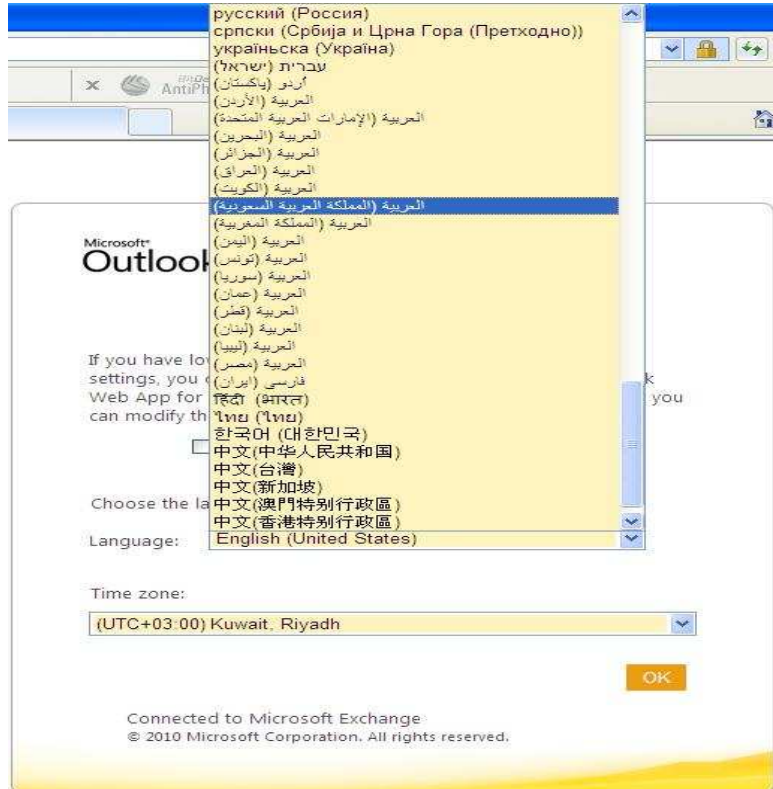 русский (Россия)
српски (Србија и Црна Гора (Претходно))
українська (Україна)
עברית (ישראל)
اُردو (پاکستان)
العربية (الأردن)
العربية (الإمارات العربية المتحدة)
العربية (البحرين)
العربية (الجزائر)
العربية (العراق)
العربية (الكويت)
العربية (المملكة العربية السعودية)
العربية (المملكة المغربية)
العربية (اليمن)
العربية (تونس)
العربية (سوريا)
العربية (عمان)
العربية (قطر)
العربية (لبنان)
العربية (ليبيا)
العربية (مصر)
فارسى (ايران)
हिंदी (भारत)
ไทย (ไทย)
한국어 (대한민국)
中文(中华人民共和国)
中文(台灣)
中文(新加坡)
中文(澳門特別行政區)
中文(香港特別行政區)
AntiPh
Microsoft
Outlook
If you have lo
settings, you k
Web App for you
can modify th
Choose the la
Language: English (United States)
Time zone:
(UTC+03:00) Kuwait, Riyadh
OK
Connected to Microsoft Exchange
© 2010 Microsoft Corporation. All rights reserved.